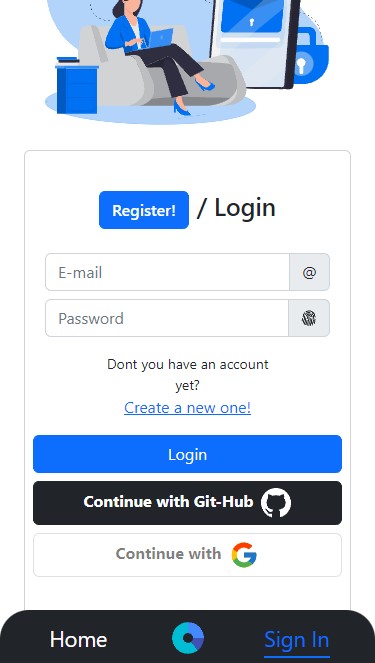 Register! / Login
E-mail @
Password
Dont you have an account
yet?
Create a new one!
Login
Continue with Git-Hub
Continue with
Home Sign In